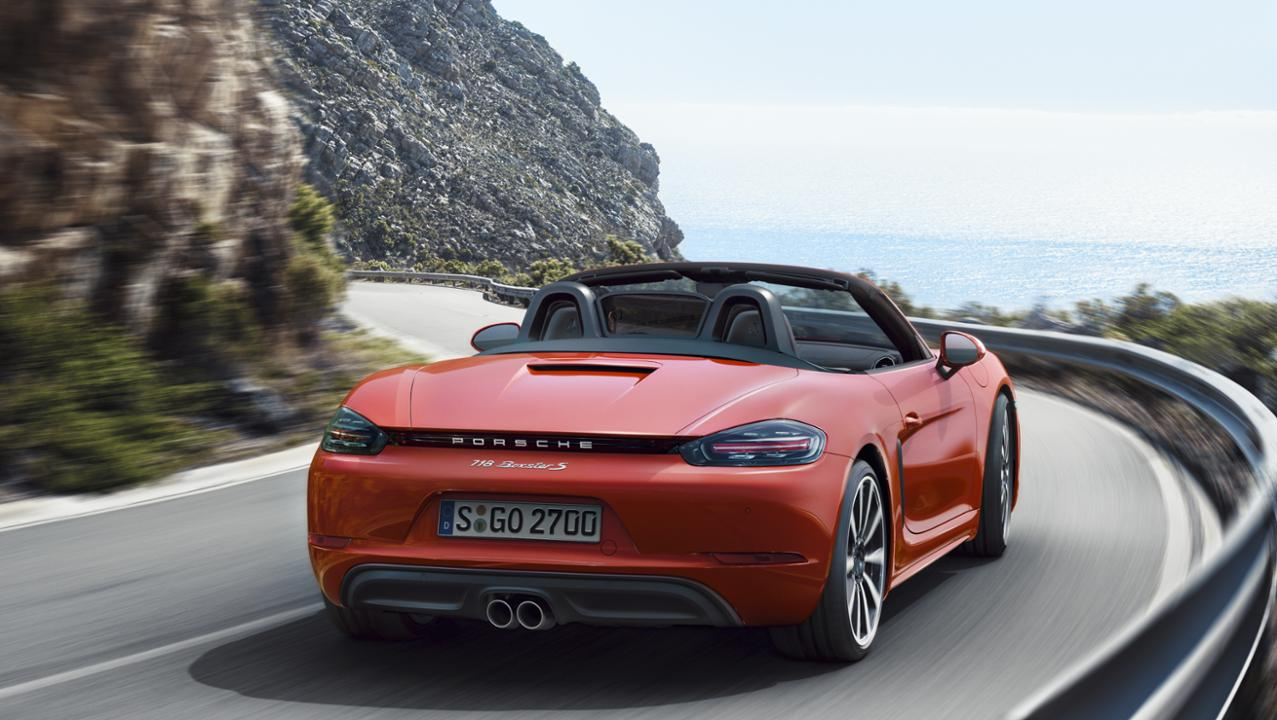 PORSCHE
718 Boxster S
D
S GO 2700